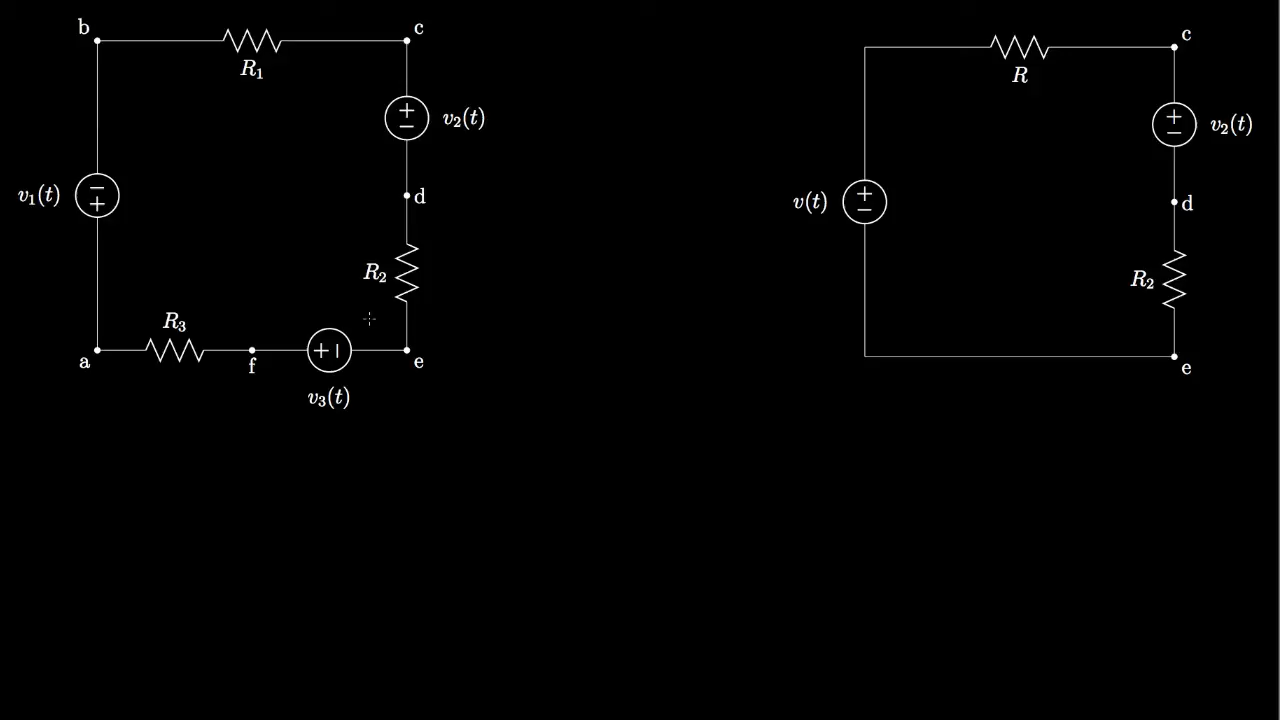 b
c
R₁
v₂(t)
v₁(t)
d
R₂
R₃
a
f
e
v₃(t)
c
R
v₂(t)
v(t)
d
R₂
e